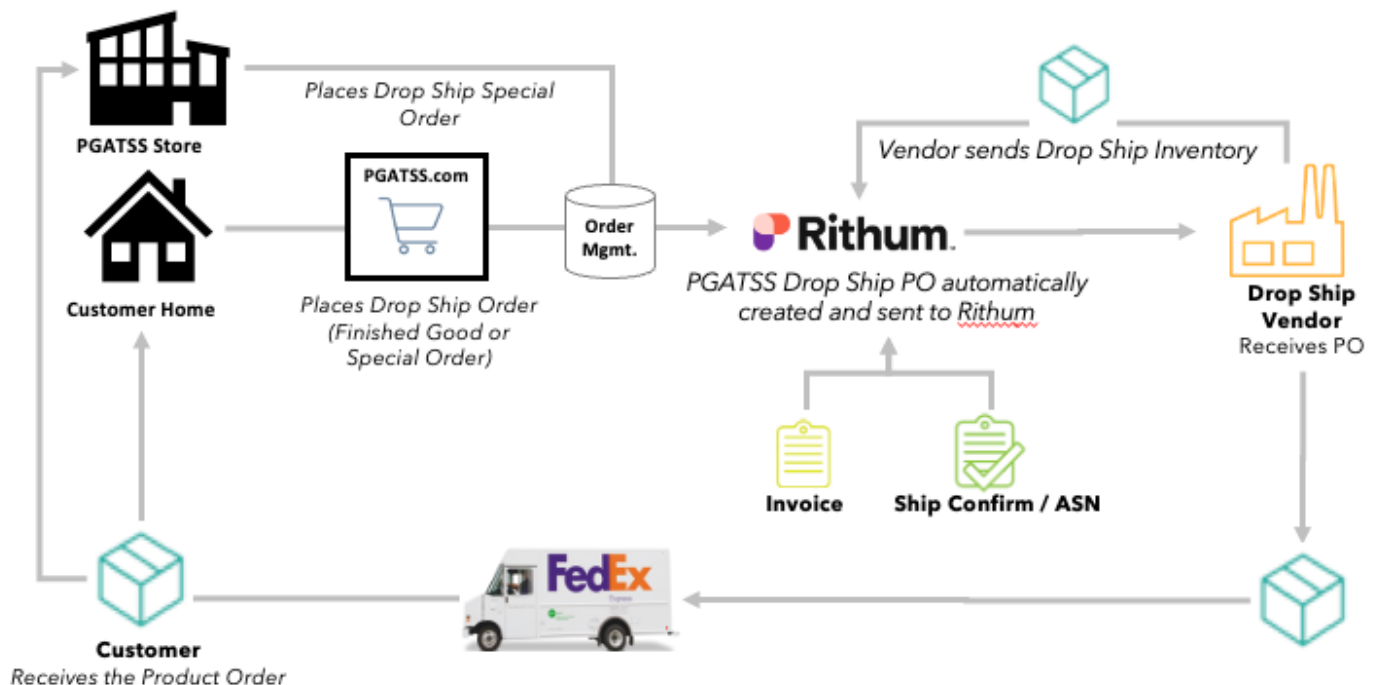 Places Drop Ship Special
Order
PGATSS Store
Vendor sends Drop Ship Inventory
PGATSS.com
Order
Mgmt.
Rithum
PGATSS Drop Ship PO automatically
created and sent to Rithum
Customer Home
Places Drop Ship Order
(Finished Good or
Special Order)
Drop Ship
Vendor
Receives PO
Invoice
Ship Confirm / ASN
FedEx
Express
Customer
Receives the Product Order